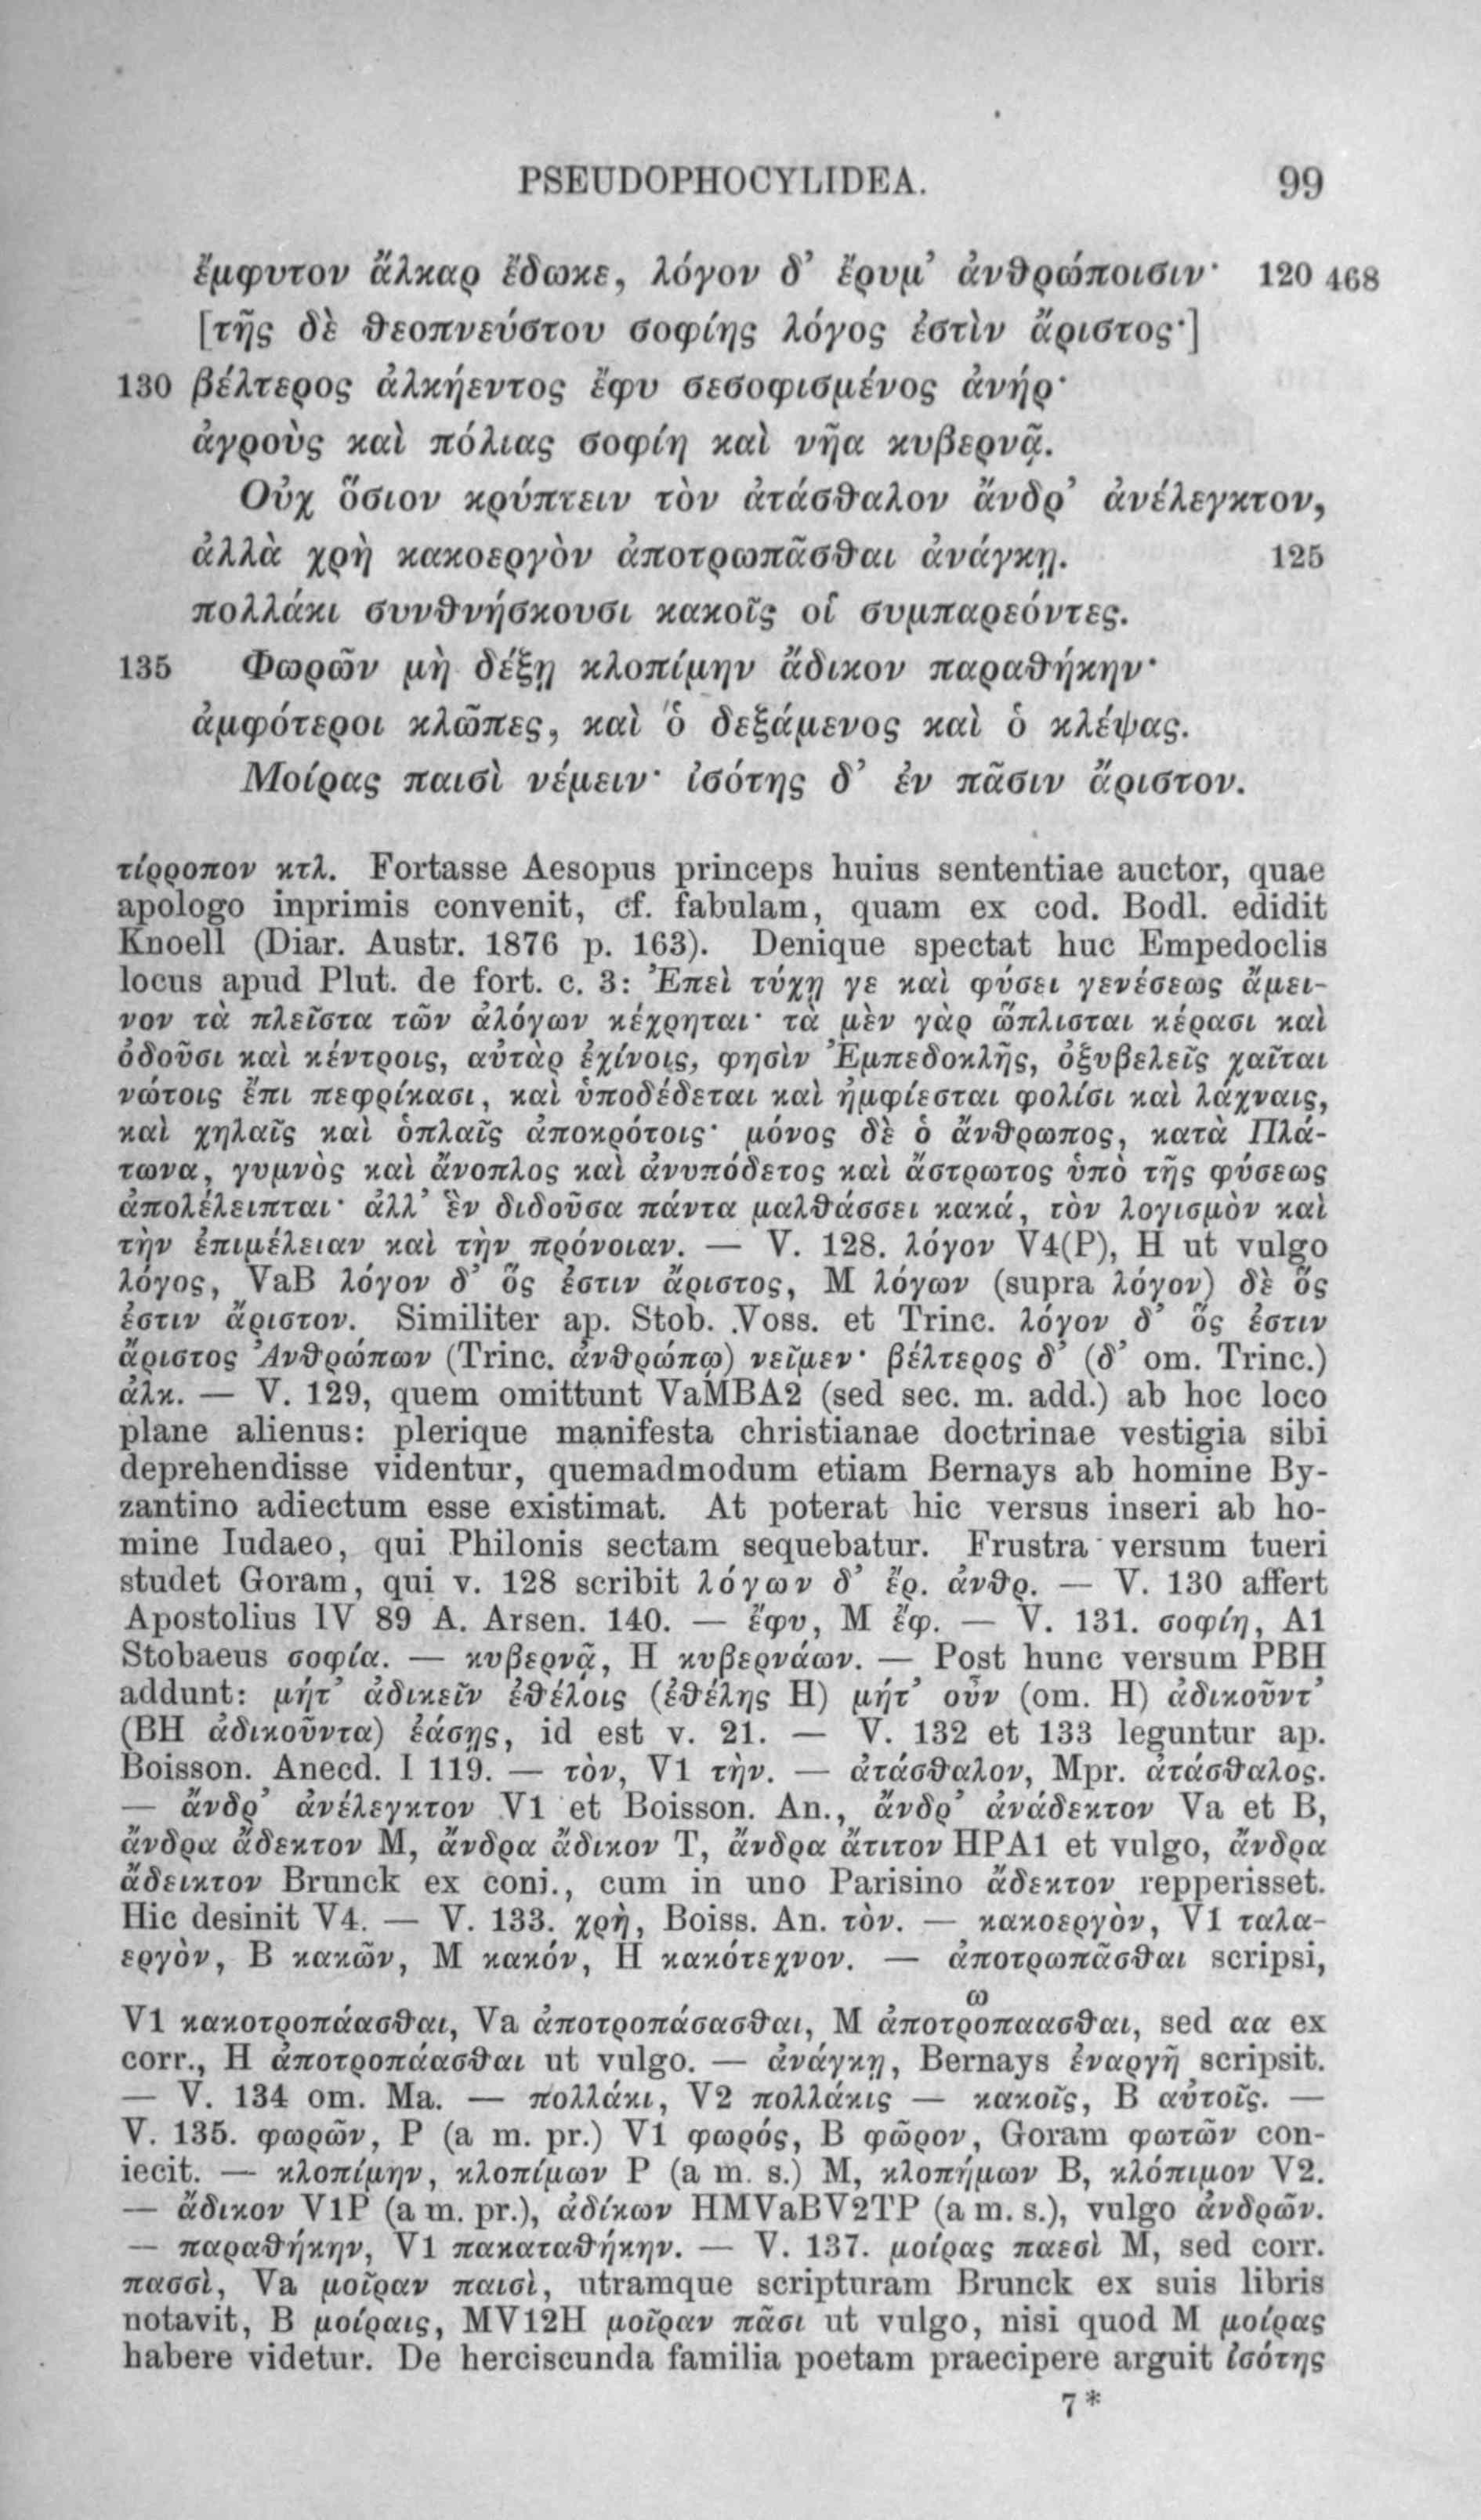 PSEUDOPHOCYLIDEA. 99
ἔμφυτον ἄλκαρ ἔδωκε, λόγον δ’ ἔρυμ’ ἀνθρώποισιν· 120 468
[τῆς δὲ θεοπνεύστου σοφίης λόγος ἐστὶν ἄριστος·]
130 βέλτερος ἀλκήεντος ἔφυ σεσοφισμένος ἀνήρ·
ἀγροὺς καὶ πόλιας σοφίη καὶ νῆα κυβερνᾷ.
Οὐχ ὅσιον κρύπτειν τὸν ἀτάσθαλον ἄνδρ’ ἀνέλεγκτον,
ἀλλὰ χρὴ κακοεργὸν ἀποτρωπᾶσθαι ἀνάγκῃ. 125
πολλάκι συνθνήσκουσι κακοῖς οἱ συμπαρεόντες.
135 Φωρῶν μὴ δέξῃ κλοπίμην ἄδικον παραθήκην·
ἀμφότεροι κλῶπες, καὶ ὁ δεξάμενος καὶ ὁ κλέψας.
Μοίρας παισὶ νέμειν· ἰσότης δ’ ἐν πᾶσιν ἄριστον.
τίρροπον κτλ. Fortasse Aesopus princeps huius sententiae auctor, quae
apologo inprimis convenit, cf. fabulam, quam ex cod. Bodl. edidit
Knoell (Diar. Austr. 1876 p. 163). Denique spectat huc Empedoclis
locus apud Plut. de fort. c. 3: Ἐπεὶ τύχῃ γε καὶ φύσει γενέσεως ἄμει-
νον τὰ πλεῖστα τῶν ἀλόγων κέχρηται· τὰ μὲν γὰρ ὥπλισται κέρασι καὶ
ὀδοῦσι καὶ κέντροις, αὐτὰρ ἐχίνοις, φησὶν Ἐμπεδοκλῆς, ὀξυβελεῖς χαῖται
νώτοις ἔπι πεφρίκασι, καὶ ὑποδέδεται καὶ ἠμφίεσται φολίσι καὶ λάχναις,
καὶ χηλαῖς καὶ ὁπλαῖς ἀποκρότοις· μόνος δὲ ὁ ἄνθρωπος, κατὰ Πλά-
τωνα, γυμνὸς καὶ ἄνοπλος καὶ ἀνυπόδετος καὶ ἄστρωτος ὑπὸ τῆς φύσεως
ἀπολέλειπται· ἀλλ’ ἓν διδοῦσα πάντα μαλθάσσει κακά, τὸν λογισμὸν καὶ
τὴν ἐπιμέλειαν καὶ τὴν πρόνοιαν. — V. 128. λόγον V4(P), H ut vulgo
λόγος, VaB λόγον δ’ ὅς ἐστιν ἄριστος, M λόγων (supra λόγον) δὲ ὅς
ἐστιν ἄριστον. Similiter ap. Stob. Voss. et Trinc. λόγον δ’ ὅς ἐστιν
ἄριστος Ἀνθρώπων (Trinc. ἀνθρώπῳ) νεῖμεν· βέλτερος δ’ (δ’ om. Trinc.)
ἀλκ. — V. 129, quem omittunt VaMBA2 (sed sec. m. add.) ab hoc loco
plane alienus: plerique manifesta christianae doctrinae vestigia sibi
deprehendisse videntur, quemadmodum etiam Bernays ab homine By-
zantino adiectum esse existimat. At poterat hic versus inseri ab ho-
mine Iudaeo, qui Philonis sectam sequebatur. Frustra versum tueri
studet Goram, qui v. 128 scribit λόγων δ’ ἔρ. ἀνθρ. — V. 130 affert
Apostolius IV 89 A. Arsen. 140. — ἔφυ, M ἔφ. — V. 131. σοφίη, A1
Stobaeus σοφία. — κυβερνᾷ, H κυβερνάων. — Post hunc versum PBH
addunt: μήτ’ ἀδικεῖν ἐθέλοις (ἐθέλης H) μήτ’ οὖν (om. H) ἀδικοῦντ’
(BH ἀδικοῦντα) ἐάσῃς, id est v. 21. — V. 132 et 133 leguntur ap.
Boisson. Anecd. I 119. — τὸν, V1 τὴν. — ἀτάσθαλον, Mpr. ἀτάσθαλος.
— ἄνδρ’ ἀνέλεγκτον V1 et Boisson. An., ἄνδρ’ ἀνάδεκτον Va et B,
ἄνδρα ἄδεκτον M, ἄνδρα ἄδικον T, ἄνδρα ἄτιτον HPA1 et vulgo, ἄνδρα
ἄδεικτον Brunck ex coni., cum in uno Parisino ἄδεκτον repperisset.
Hic desinit V4. — V. 133. χρὴ, Boiss. An. τὸν. — κακοεργὸν, V1 ταλα-
εργὸν, B κακῶν, M κακόν, H κακότεχνον. — ἀποτρωπᾶσθαι scripsi,
ω
V1 κακοτροπάασθαι, Va ἀποτροπάσασθαι, M ἀποτροπαασθαι, sed αα ex
corr., H ἀποτροπάασθαι ut vulgo. — ἀνάγκῃ, Bernays ἐναργῆ scripsit.
— V. 134 om. Ma. — πολλάκι, V2 πολλάκις — κακοῖς, B αὐτοῖς. —
V. 135. φωρῶν, P (a m. pr.) V1 φωρός, B φῶρον, Goram φωτῶν con-
iecit. — κλοπίμην, κλοπίμων P (a m. s.) M, κλοπήμων B, κλόπιμον V2.
— ἄδικον V1P (a m. pr.), ἀδίκων HMVaBV2TP (a m. s.), vulgo ἀνδρῶν.
— παραθήκην, V1 πακαταθήκην. — V. 137. μοίρας παεσὶ M, sed corr.
πασσὶ, Va μοῖραν παισὶ, utramque scripturam Brunck ex suis libris
notavit, B μοίραις, MV12H μοῖραν πᾶσι ut vulgo, nisi quod M μοίρας
habere videtur. De herciscunda familia poetam praecipere arguit ἰσότης
7*